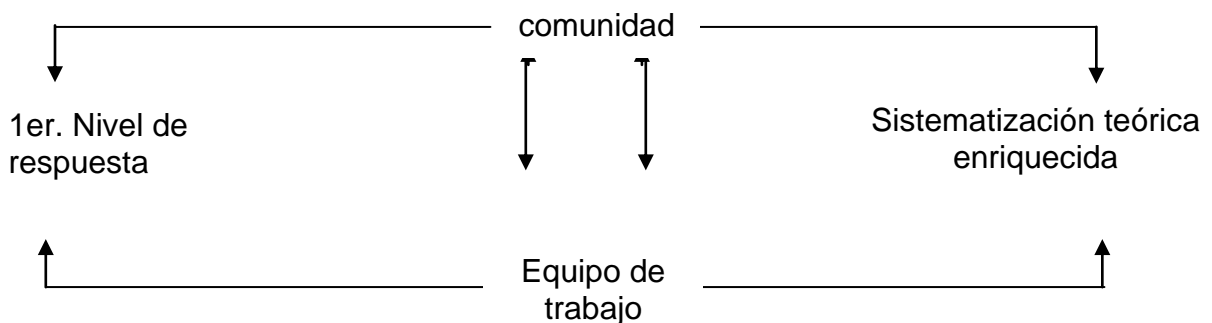 comunidad
1er. Nivel de
respuesta
Sistematización teórica
enriquecida
Equipo de
trabajo